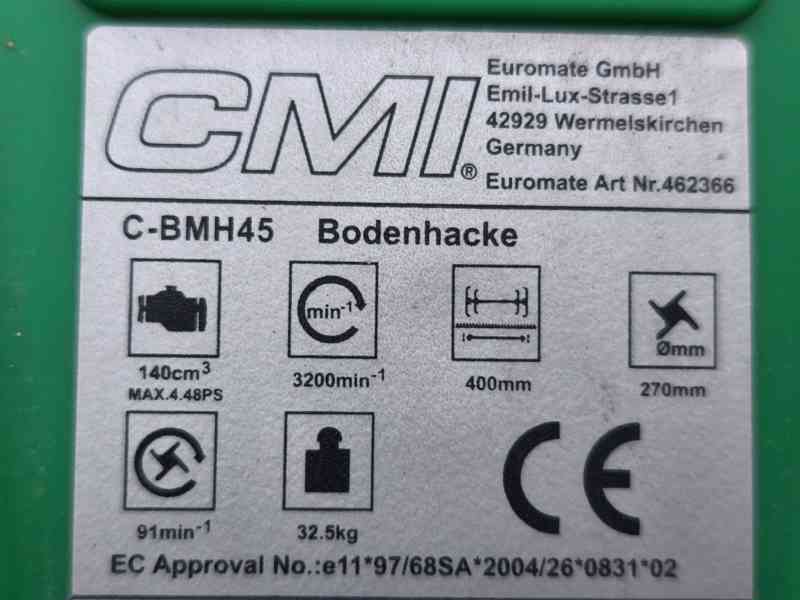 CMI®
Euromate GmbH
Emil-Lux-Strasse1
42929 Wermelskirchen
Germany
Euromate Art Nr.462366
C-BMH45 Bodenhacke
min-1
Ømm
140cm³
MAX.4.48PS
3200min-1
400mm
270mm
91min-1
32.5kg
CE
EC Approval No.:e11*97/68SA*2004/26*0831*02